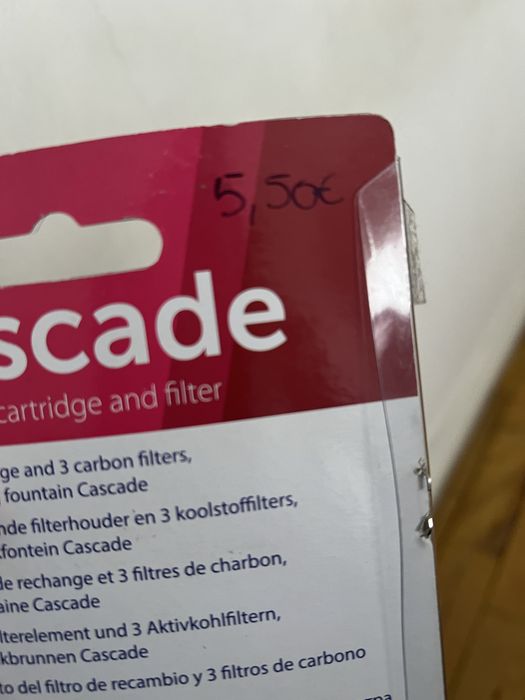 5,50€
scade
cartridge and filter
ge and 3 carbon filters,
fountain Cascade
nde filterhouder en 3 koolstoffilters,
fontein Cascade
de rechange et 3 filtres de charbon,
aine Cascade
lterelement und 3 Aktivkohlfiltern,
kbrunnen Cascade
to del filtro de recambio y 3 filtros de carbono